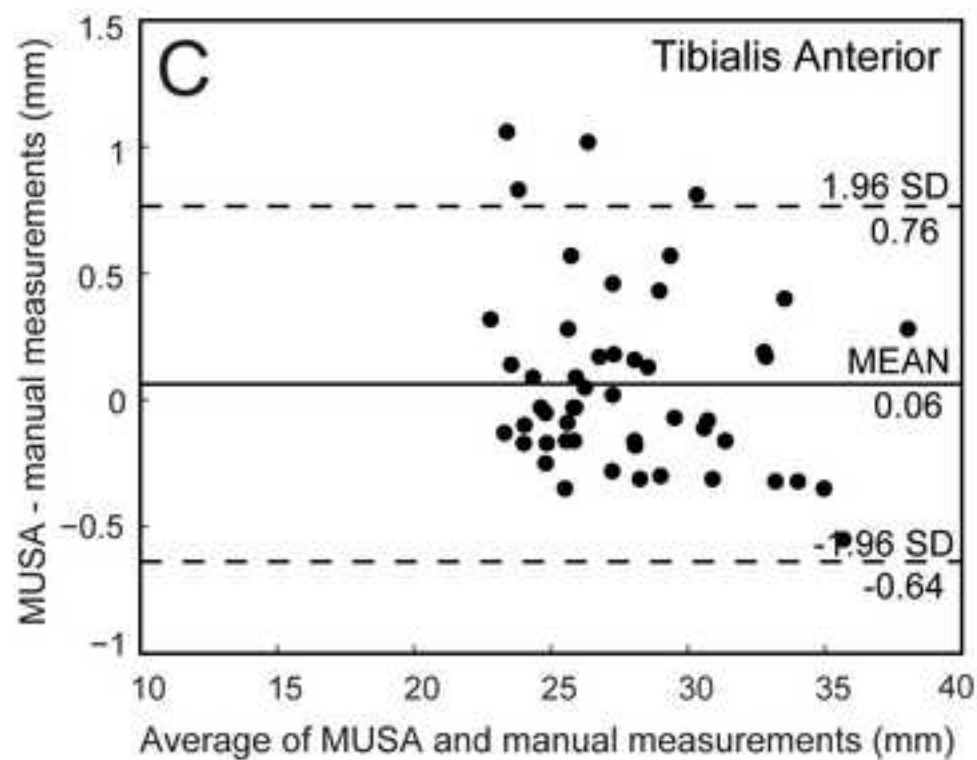 C
Tibialis Anterior
MUSA - manual measurements (mm)
1.5
1
0.5
0
−0.5
−1
1.96 SD
0.76
MEAN
0.06
-1.96 SD
-0.64
10 15 20 25 30 35 40
Average of MUSA and manual measurements (mm)